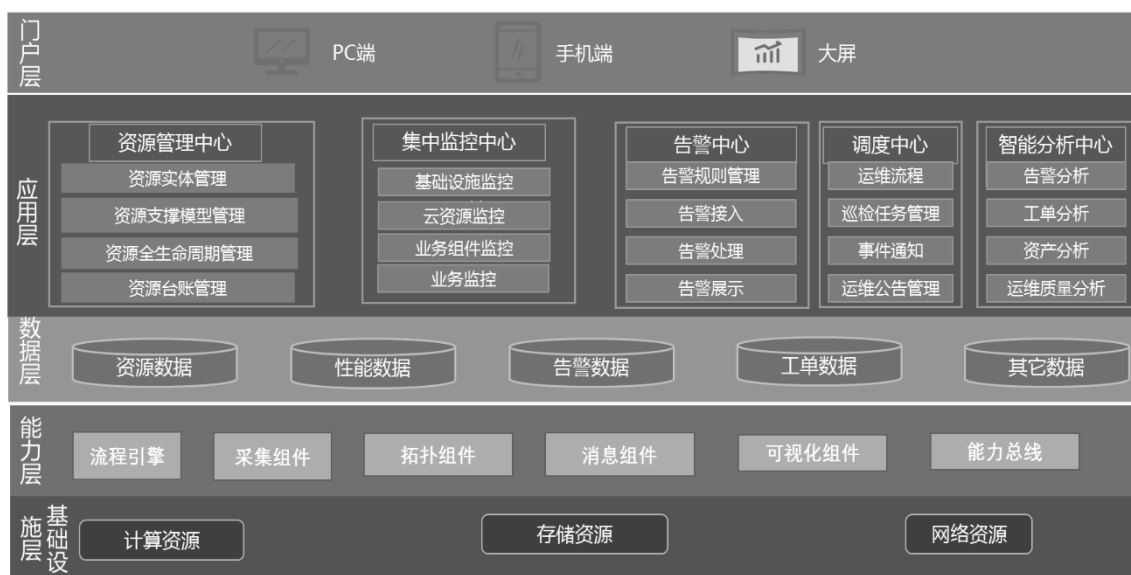 门户层
PC端
手机端
大屏
应用层
资源管理中心
资源实体管理
资源支撑模型管理
资源全生命周期管理
资源台账管理
集中监控中心
基础设施监控
云资源监控
业务组件监控
业务监控
告警中心
告警规则管理
告警接入
告警处理
告警展示
调度中心
运维流程
巡检任务管理
事件通知
运维公告管理
智能分析中心
告警分析
工单分析
资产分析
运维质量分析
数据层
资源数据
性能数据
告警数据
工单数据
其它数据
能力层
流程引擎
采集组件
拓扑组件
消息组件
可视化组件
能力总线
基础设施层
计算资源
存储资源
网络资源